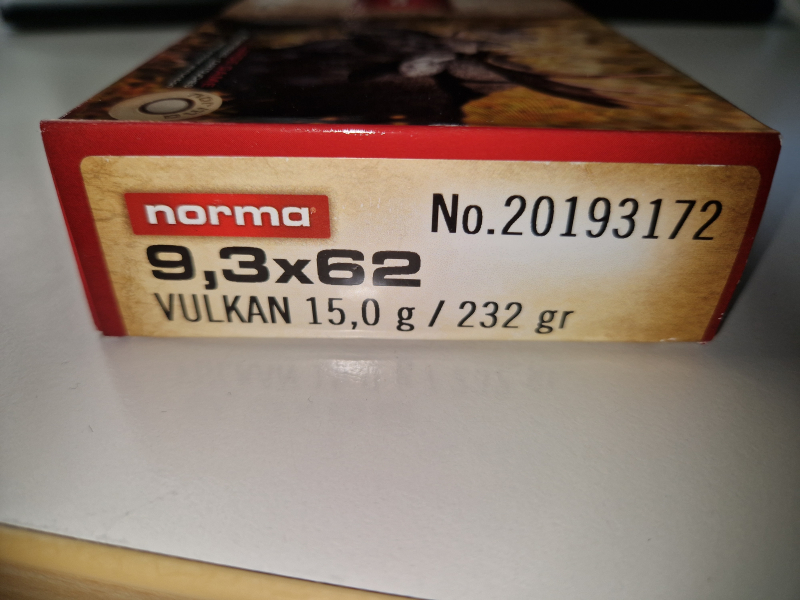 norma
No.20193172
9,3x62
VULKAN 15,0 g / 232 gr